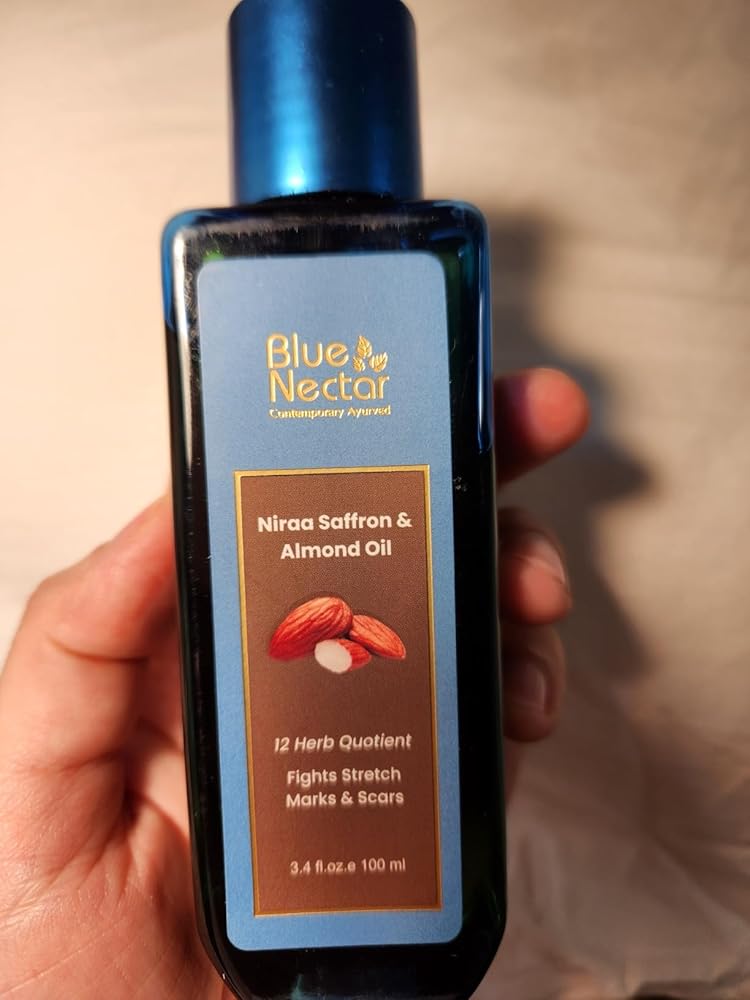 Blue
Nectar
Contemporary Ayurved
Niraa Saffron &
Almond Oil
12 Herb Quotient
Fights Stretch
Marks & Scars
3.4 fl.oz.e 100 ml